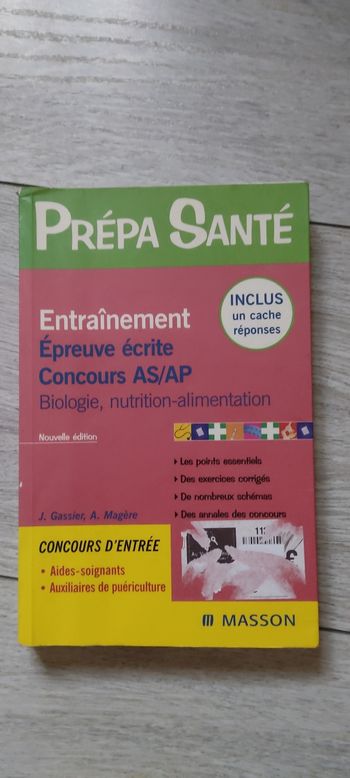 PRÉPA SANTÉ
INCLUS
un cache
réponses
Entraînement
Épreuve écrite
Concours AS/AP
Biologie, nutrition-alimentation
Nouvelle édition
Les points essentiels
Des exercices corrigés
De nombreux schémas
Des annales des concours
J. Gassier, A. Magère
CONCOURS D'ENTRÉE
• Aides-soignants
• Auxiliaires de puériculture
11
€
MASSON